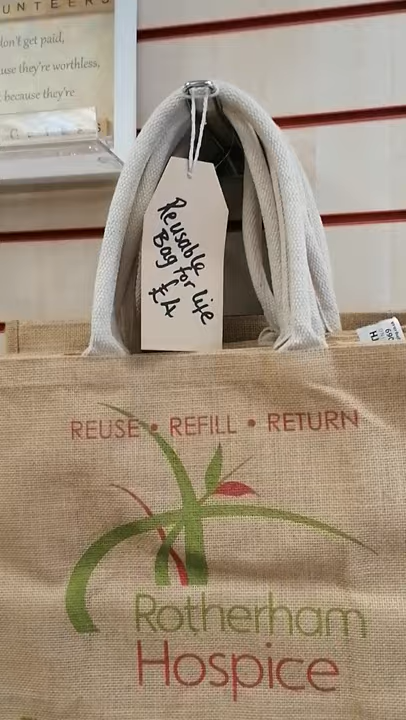 UNTEERS
don't get paid,
use they're worthless,
because they're
Reusable
Bag for life
£4
REUSE • REFILL • RETURN
Rotherham
Hospice